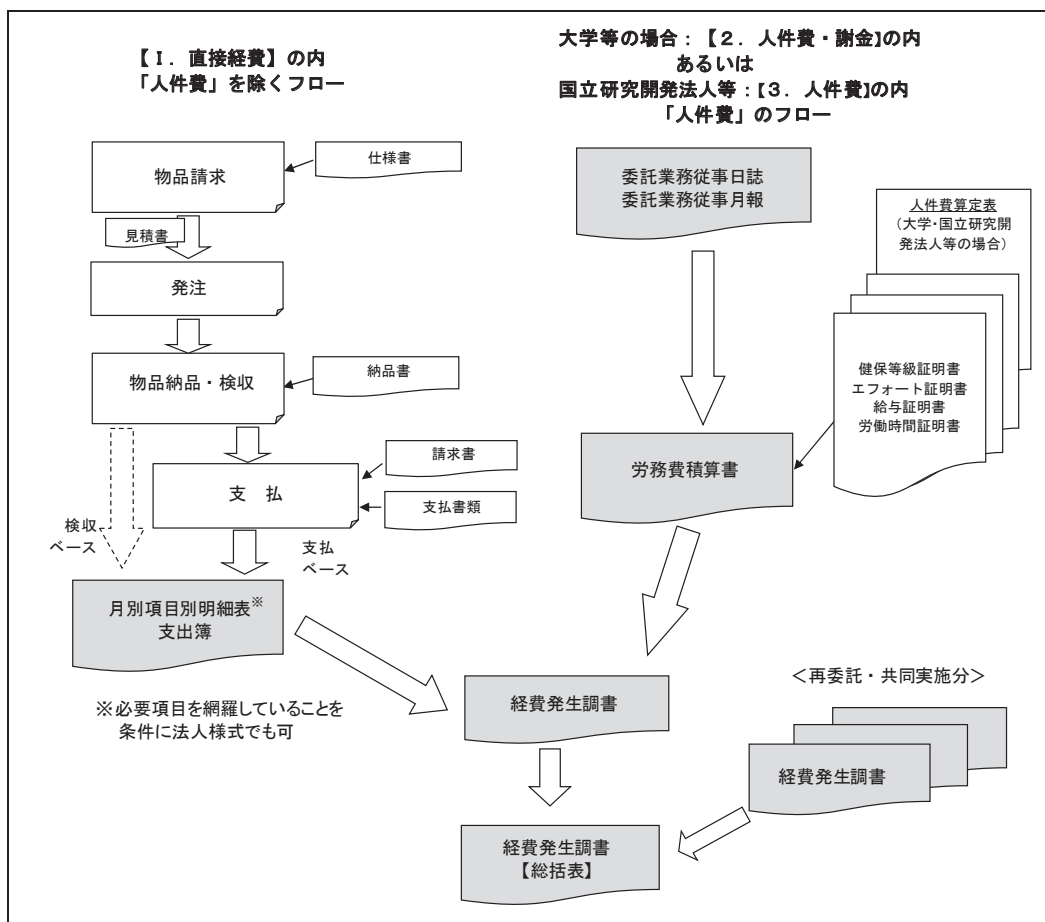 【Ⅰ．直接経費】の内
「人件費」を除くフロー
物品請求
仕様書
見積書
発注
物品納品・検収
納品書
支　払
請求書
支払書類
検収
ベース
支払
ベース
月別項目別明細表※
支出簿
※必要項目を網羅していることを
条件に法人様式でも可
大学等の場合：【２．人件費・謝金】の内
あるいは
国立研究開発法人等：【３．人件費】の内
「人件費」のフロー
委託業務従事日誌
委託業務従事月報
人件費算定表
（大学・国立研究開
発法人等の場合）
健保等級証明書
エフォート証明書
給与証明書
労働時間証明書
労務費積算書
経費発生調書
＜再委託・共同実施分＞
経費発生調書
経費発生調書
【総括表】